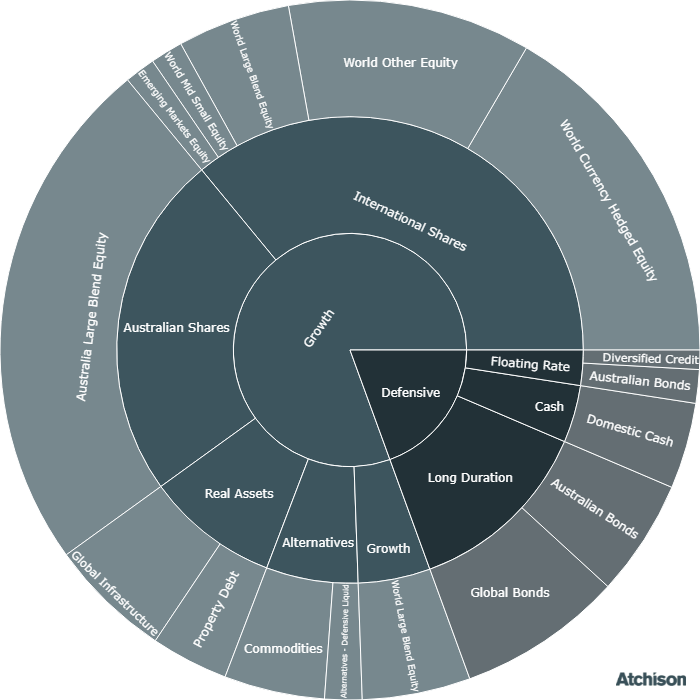 Growth
Defensive
International Shares
Australian Shares
Real Assets
Alternatives
Growth
Long Duration
Cash
Floating Rate
World Currency Hedged Equity
World Other Equity
World Large Blend Equity
World Mid Small Equity
Emerging Markets Equity
Australia Large Blend Equity
Global Infrastructure
Property Debt
Commodities
Alternatives - Defensive Liquid
World Large Blend Equity
Global Bonds
Australian Bonds
Domestic Cash
Australian Bonds
Diversified Credit
Atchison